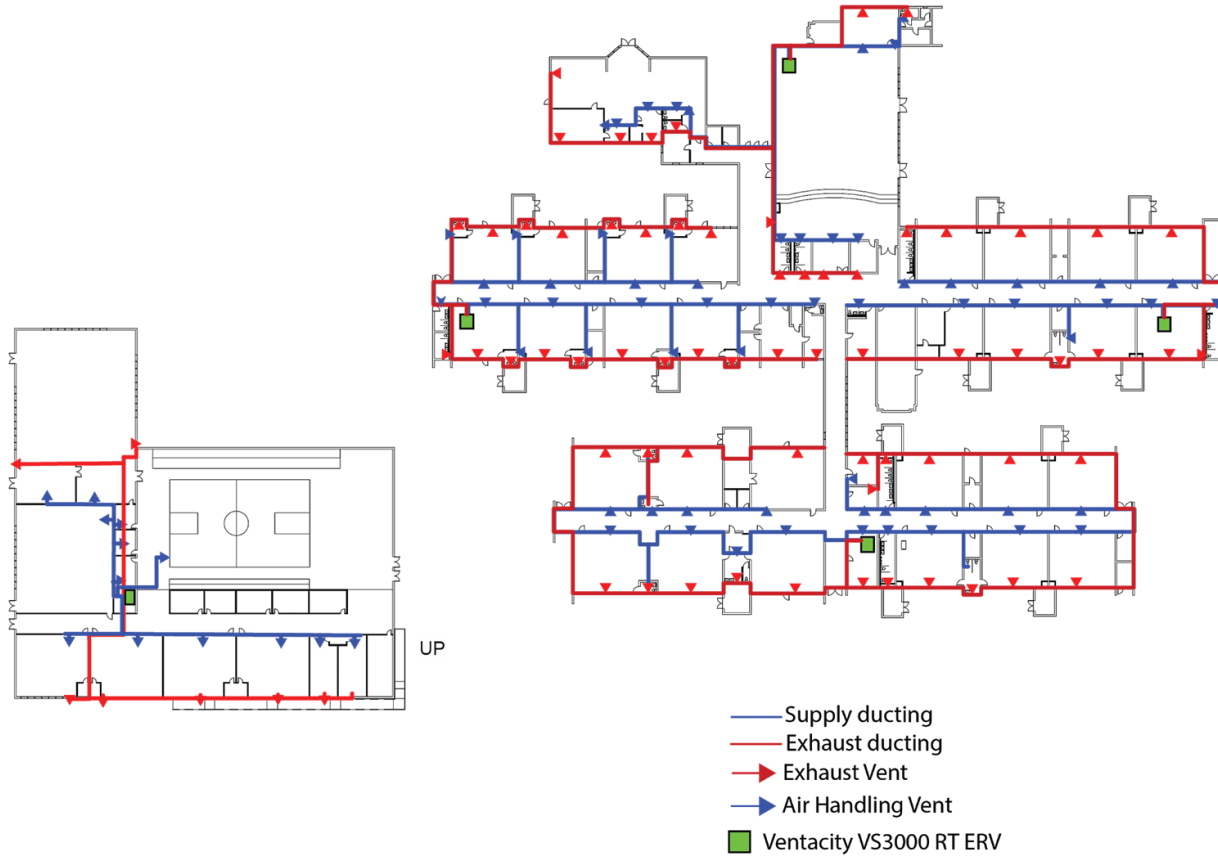 UP
Supply ducting
Exhaust ducting
Exhaust Vent
Air Handling Vent
Ventacity VS3000 RT ERV